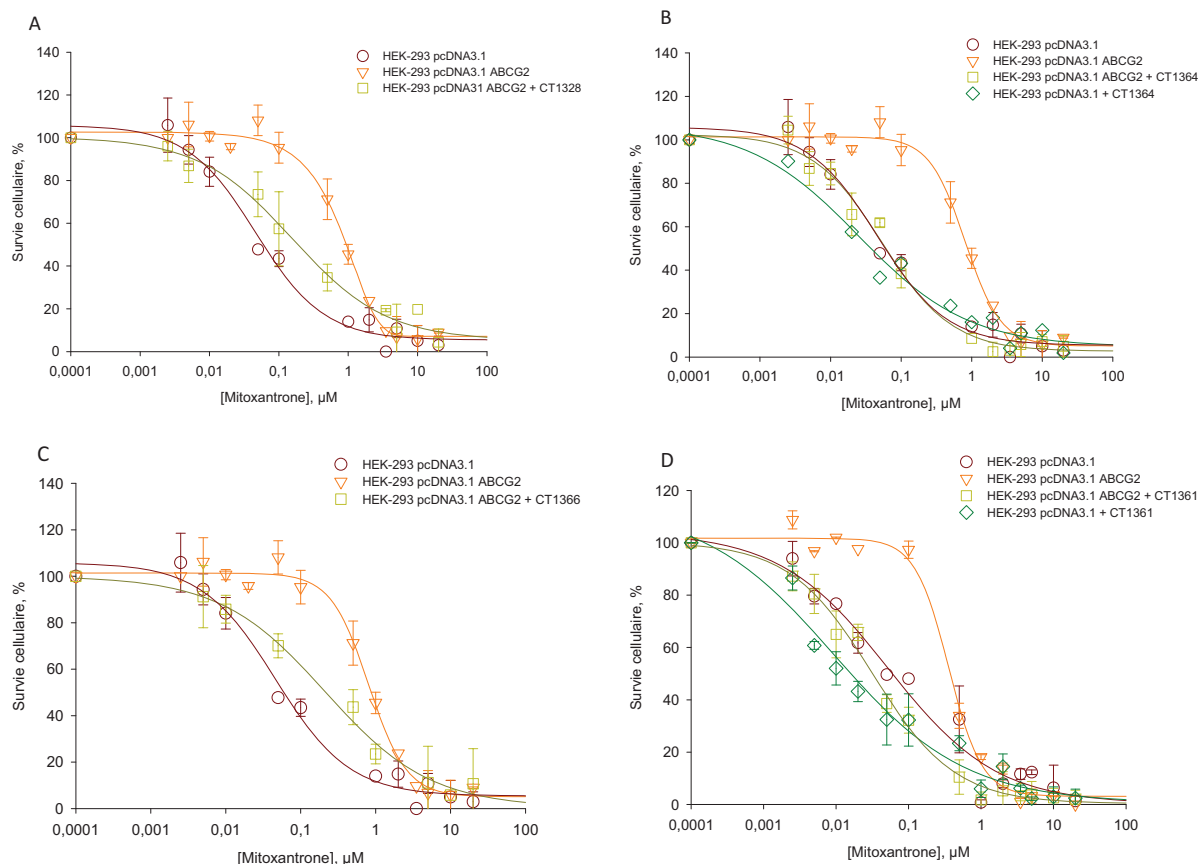 A
HEK-293 pcDNA3.1
HEK-293 pcDNA3.1 ABCG2
HEK-293 pcDNA31 ABCG2 + CT1328
140
120
100
80
60
40
20
0
Survie cellulaire, %
0,0001
0,001
0,01
0,1
1
10
100
[Mitoxantrone], µM
B
HEK-293 pcDNA3.1
HEK-293 pcDNA3.1 ABCG2
HEK-293 pcDNA3.1 ABCG2 + CT1364
HEK-293 pcDNA3.1 + CT1364
140
120
100
80
60
40
20
0
Survie cellulaire, %
0,0001
0,001
0,01
0,1
1
10
100
[Mitoxantrone], µM
C
HEK-293 pcDNA3.1
HEK-293 pcDNA3.1 ABCG2
HEK-293 pcDNA3.1 ABCG2 + CT1366
140
120
100
80
60
40
20
0
Survie cellulaire, %
0,0001
0,001
0,01
0,1
1
10
100
[Mitoxantrone], µM
D
HEK-293 pcDNA3.1
HEK-293 pcDNA3.1 ABCG2
HEK-293 pcDNA3.1 ABCG2 + CT1361
HEK-293 pcDNA3.1 + CT1361
120
100
80
60
40
20
0
Survie cellulaire, %
0,0001
0,001
0,01
0,1
1
10
100
[Mitoxantrone], µM